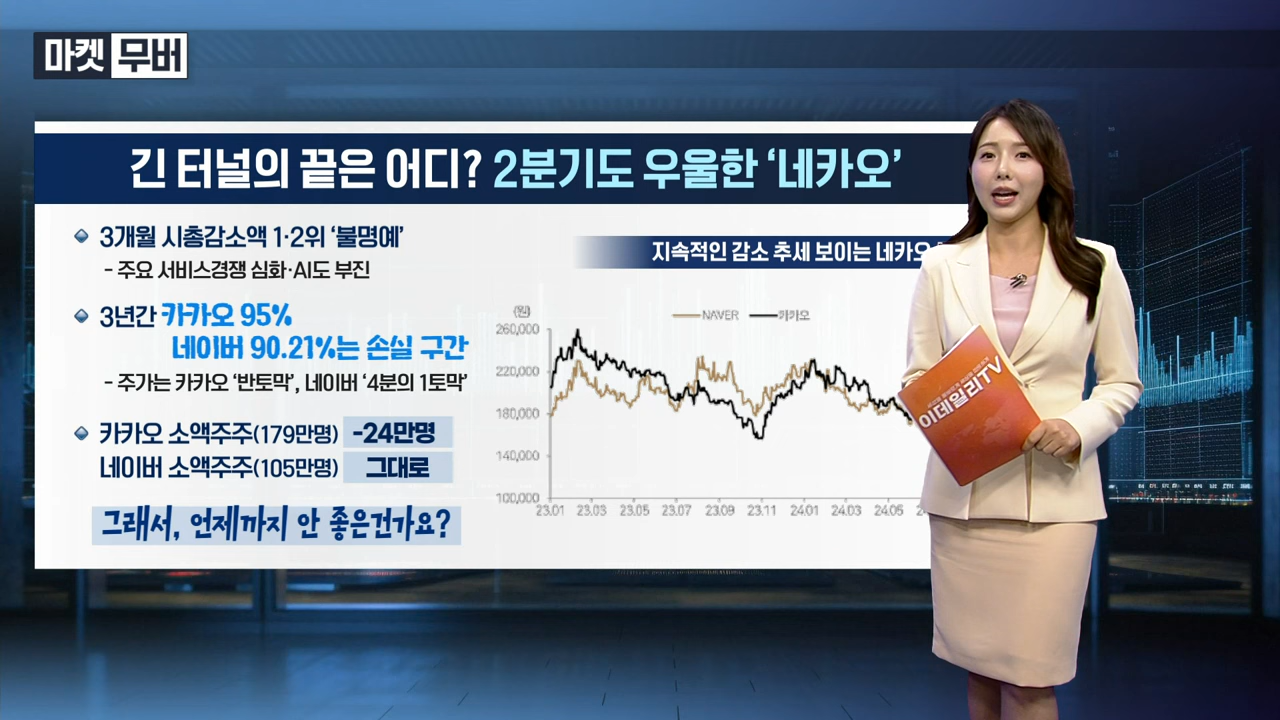 마켓 무버
긴 터널의 끝은 어디? 2분기도 우울한 ‘네카오’
3개월 시총감소액 1·2위 ‘불명예’
- 주요 서비스경쟁 심화·AI도 부진
3년간 카카오 95%
네이버 90.21%는 손실 구간
- 주가는 카카오 ‘반토막’, 네이버 ‘4분의 1토막’
카카오 소액주주(179만명) -24만명
네이버 소액주주(105만명) 그대로
그래서, 언제까지 안 좋은건가요?
지속적인 감소 추세 보이는 네카오
(원)
NAVER 카카오
260,000
220,000
180,000
140,000
100,000
23.01 23.03 23.05 23.07 23.09 23.11 24.01 24.03 24.05
이데일리TV